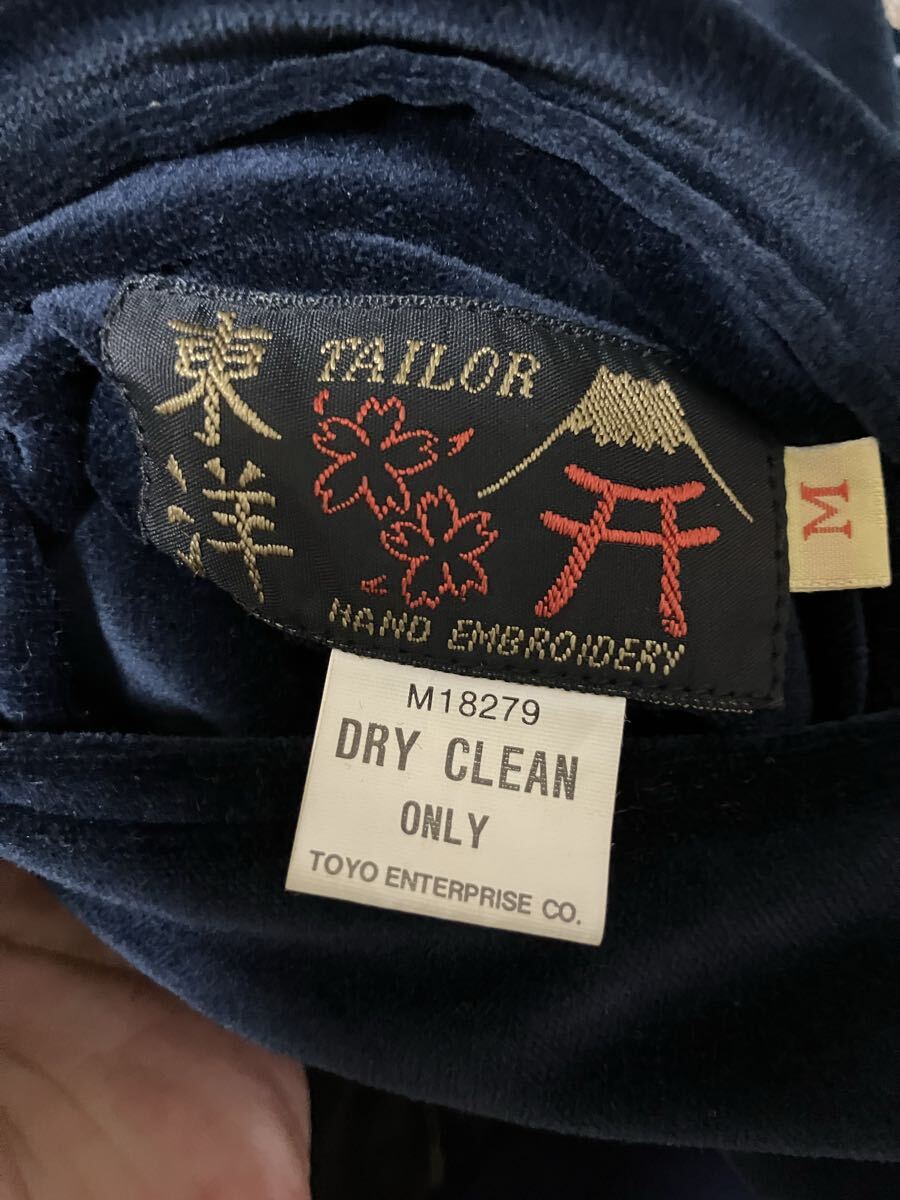 東洋
TAILOR
HAND EMBROIDERY
M
M18279
DRY CLEAN
ONLY
TOYO ENTERPRISE CO.